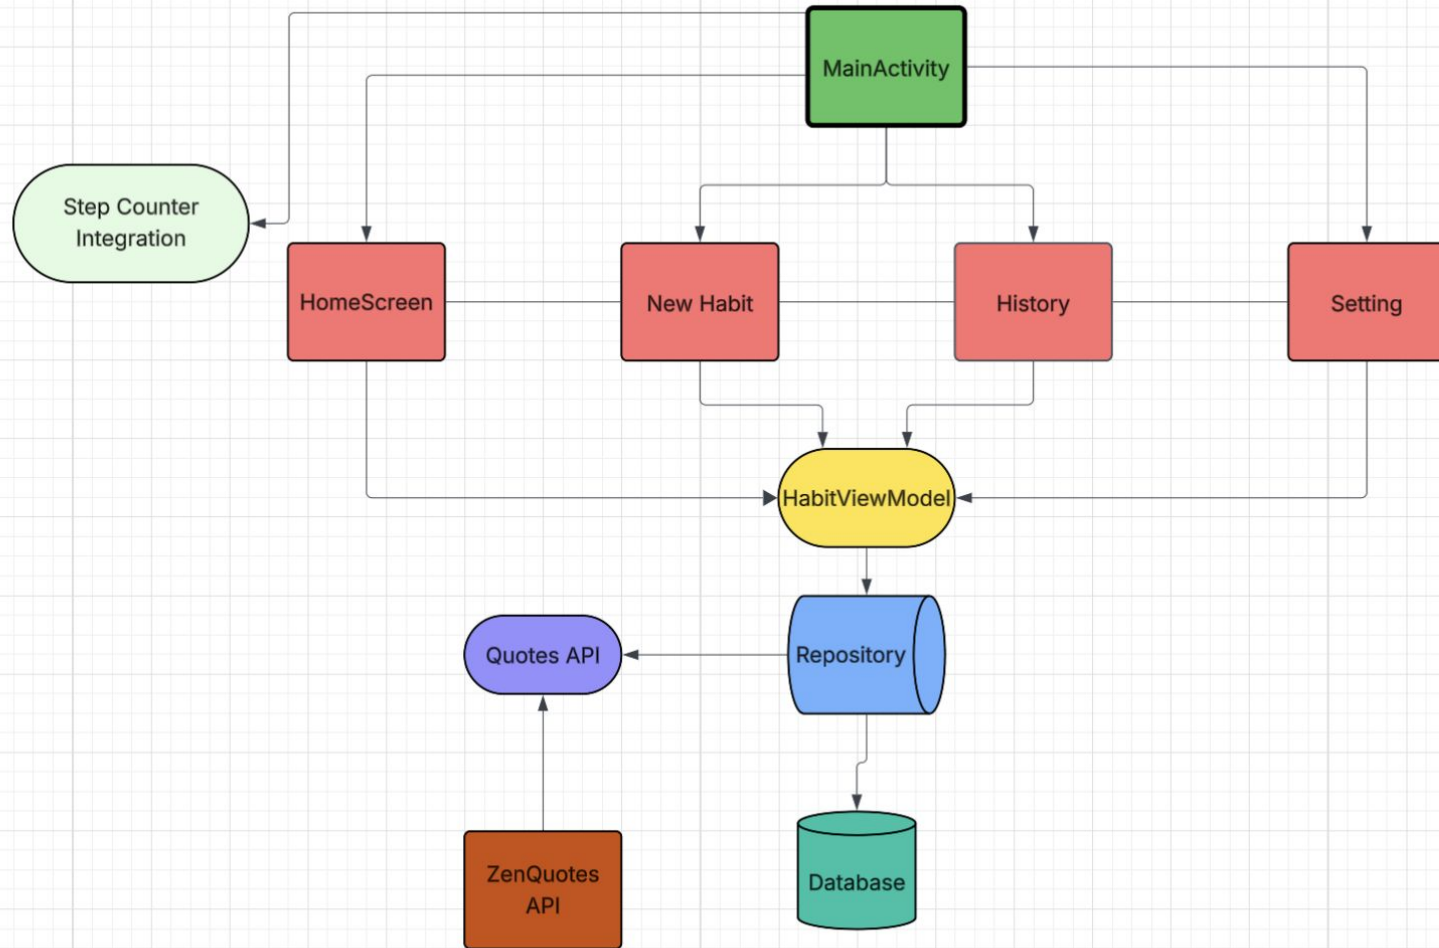 MainActivity
Step Counter
Integration
HomeScreen
New Habit
History
Setting
HabitViewModel
Quotes API
Repository
ZenQuotes
API
Database